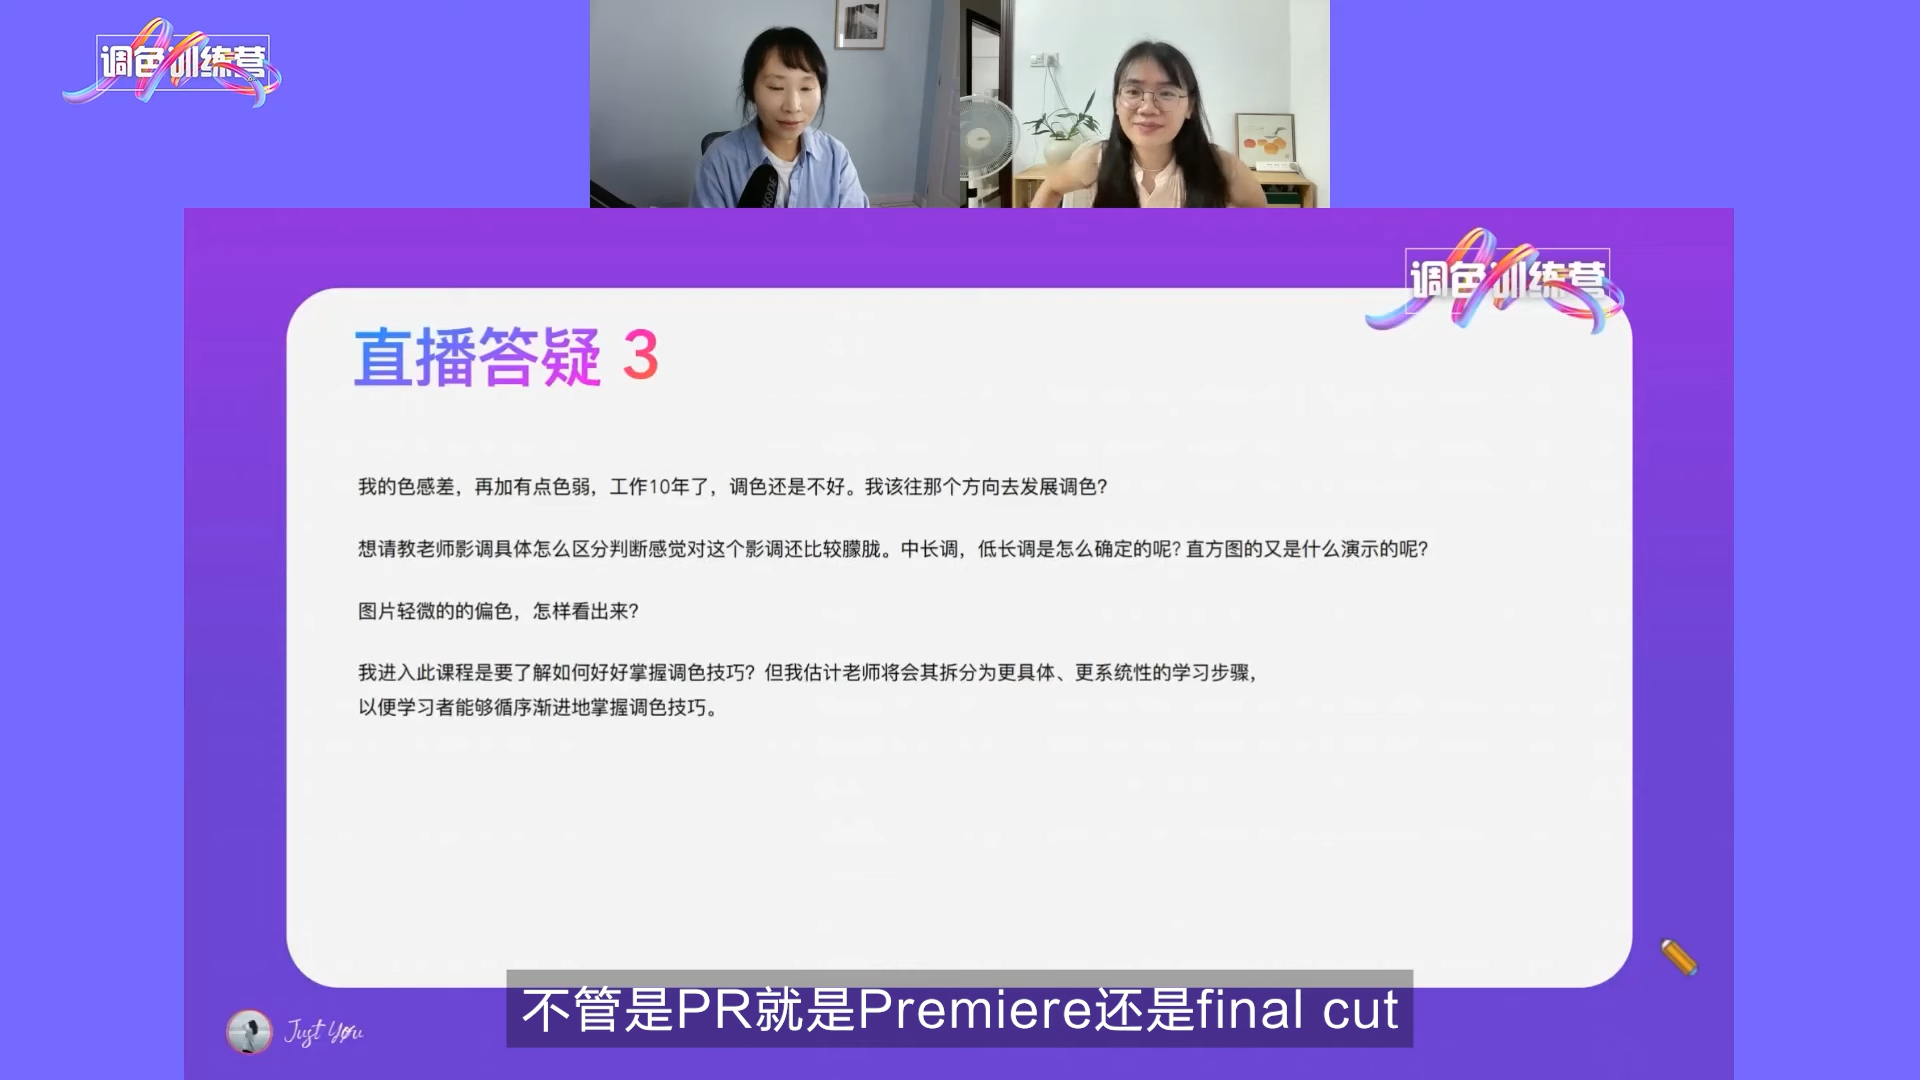 调色训练营
RODE
调色训练营
直播答疑 3
我的色感差，再加有点色弱，工作10年了，调色还是不好。我该往那个方向去发展调色？
想请教老师影调具体怎么区分判断感觉对这个影调还比较朦胧。中长调，低长调是怎么确定的呢？直方图的又是什么演示的呢？
图片轻微的的偏色，怎样看出来？
我进入此课程是要了解如何好好掌握调色技巧？但我估计老师将会其拆分为更具体、更系统性的学习步骤，
以便学习者能够循序渐进地掌握调色技巧。
不管是PR就是Premiere还是final cut
Just You